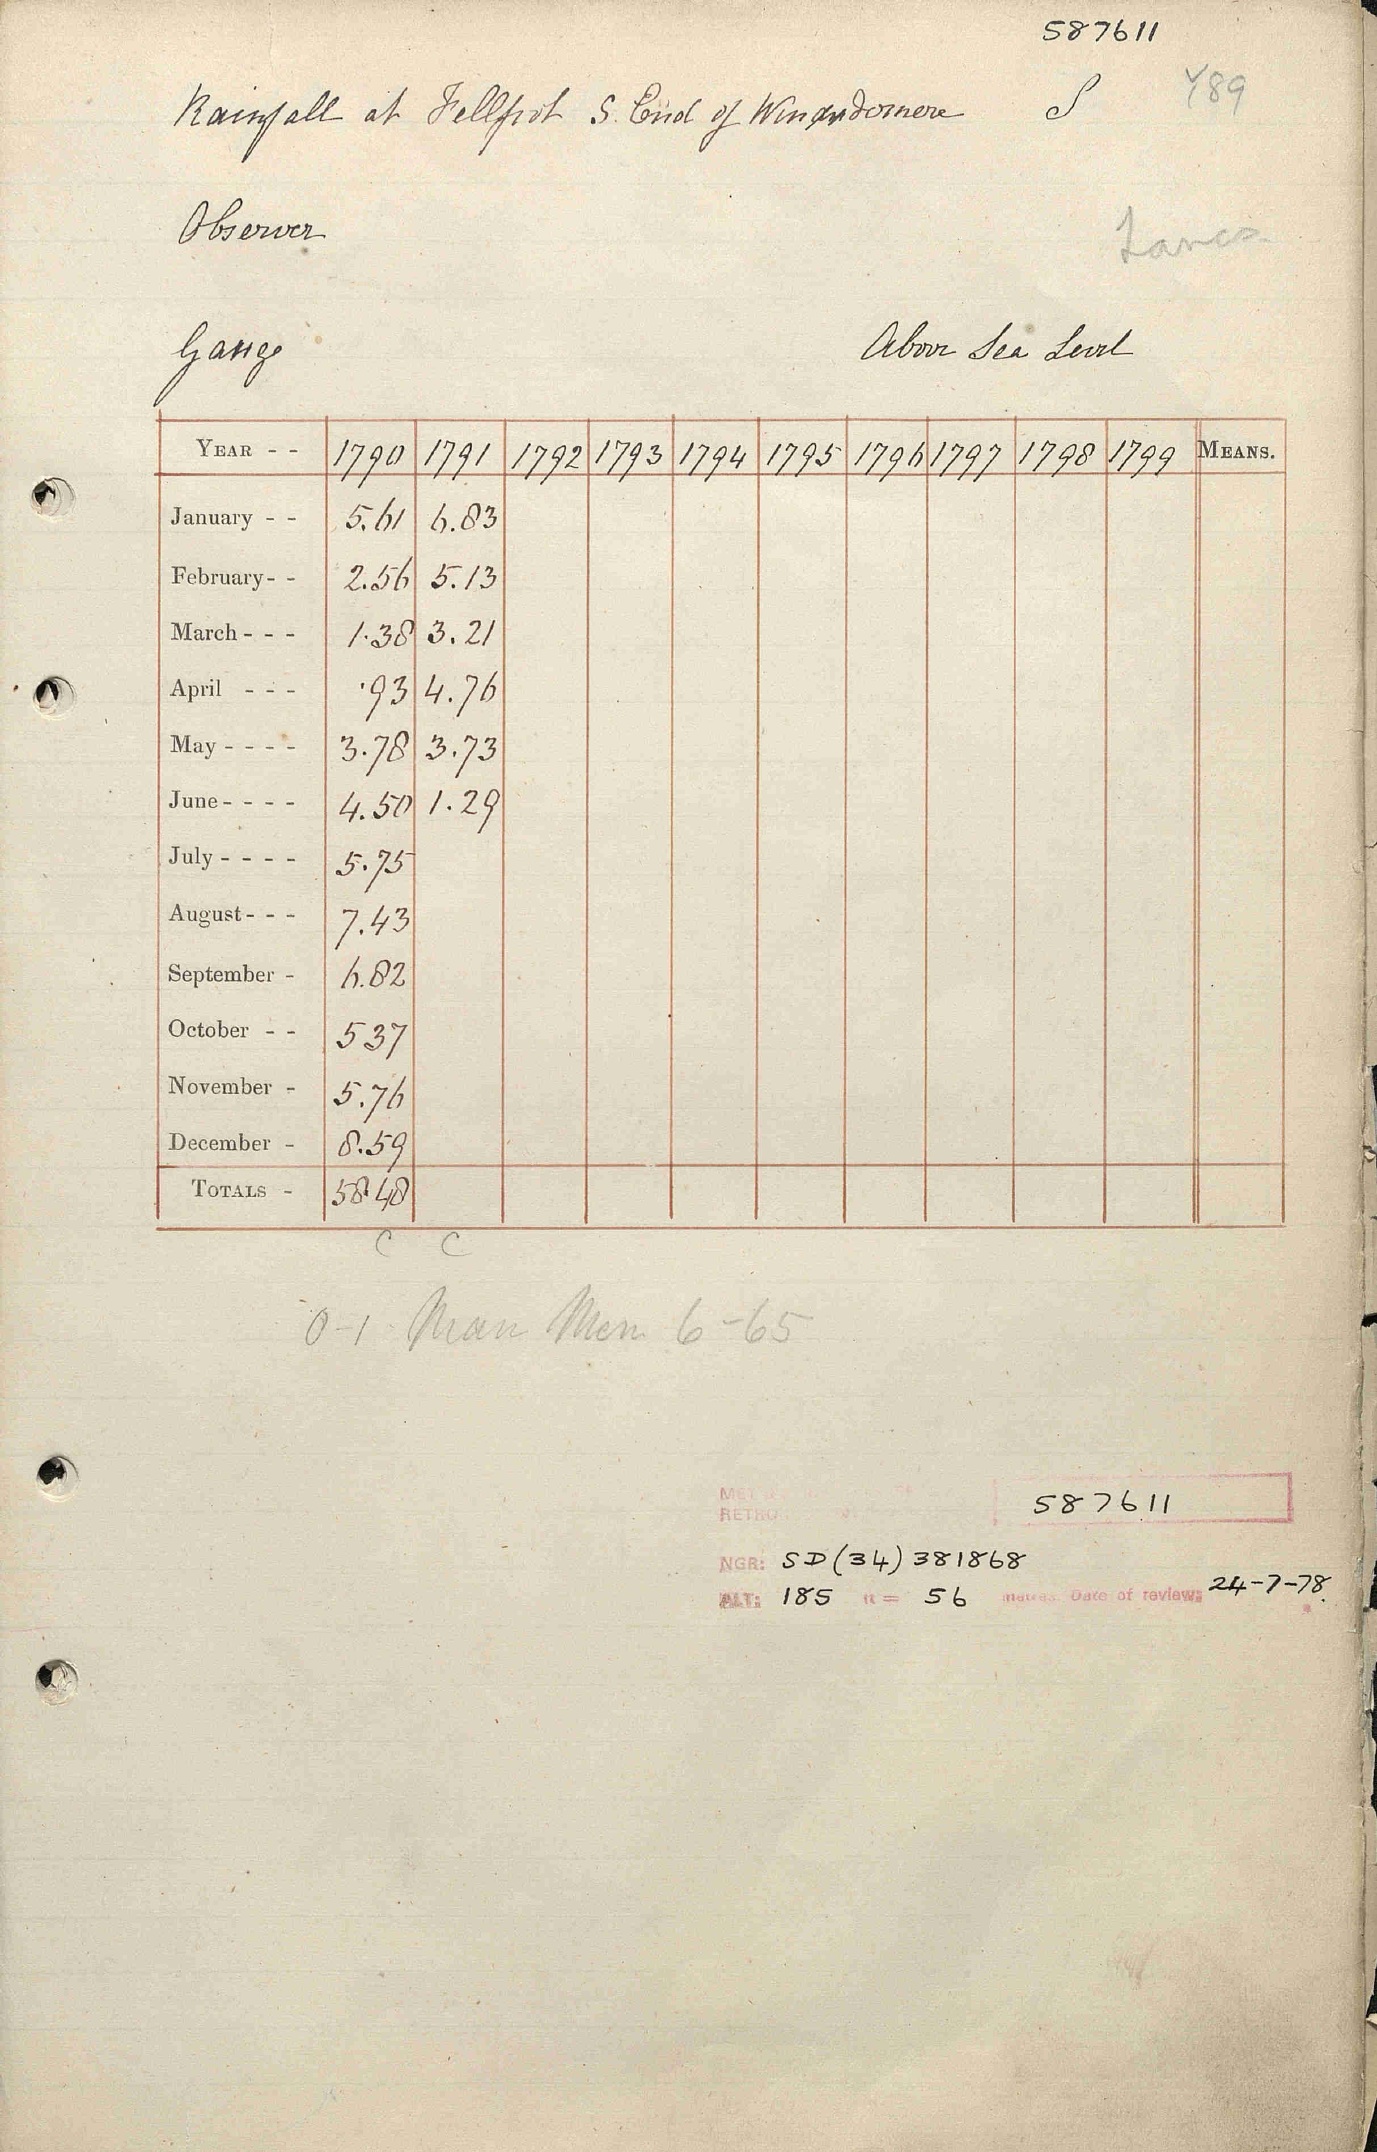 587611
Rainfall at Fellfoot S. End of Winandermere S Y89
Observer
Lancs
Gauge Above Sea Level
YEAR - - 1790 1791 1792 1793 1794 1795 1796 1797 1798 1799 MEANS.
January - - 5.61 6.83
February - - 2.56 5.13
March - - - 1.38 3.21
April - - - .93 4.76
May - - - - 3.78 3.73
June - - - - 4.50 1.29
July - - - - 5.75
August - - - 7.43
September - 6.82
October - - 5 37
November - 5.76
December - 8.59
TOTALS - 58.48
C C
0-1 Man Mem 6-65
MET
RETRO 587611
NGR: SD (34) 381868
ALT: 185 ft = 56 metres. Date of review: 24-7-78.